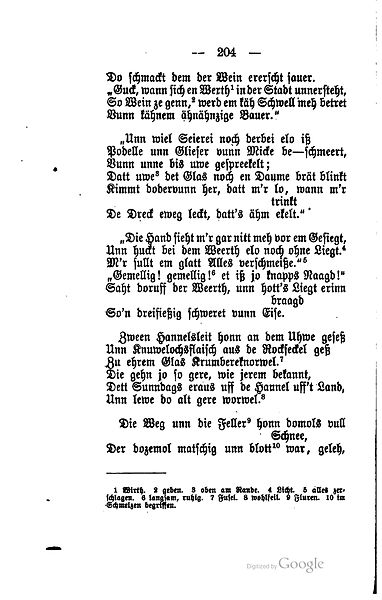 — 204 —
Do schmackt dem der Wein ererscht sauer.
„Guck, wann sich en Werth¹ in der Stadt unnersteht,
So Wein ze genn,² werd em käh Schwell meh betret
Vunn kähnem ähnähnzige Bauer.“
„Unn wiel Seierei noch derbei elo iß
Podelle unn Glieser vunn Micke be—schmeert,
Vunn unne bis uwe gespreekelt;
Datt uwe³ det Glas noch en Daume brät blinkt
Kimmt dobervunn her, datt m'r lo, wann m'r
trinkt
De Dreck eweg leckt, datt's ähm ekelt.“
„Die Hand sieht m'r gar nitt meh vor em Gesiegt,
Unn huckt bei dem Weerth elo noch ohne Liegt.⁴
M'r sullt em glatt Alles verschmeiße.“⁵
„Gemellig! gemellig!⁶ et iß jo knapps Naagd!“
Saht doruff der Weerth, unn hott's Liegt erinn
braagd
So'n dreifießig schweret vunn Eise.
Zween Hannelsleit honn an dem Uhwe geseß
Unn Knuwelochsflaisch aus de Rockseckel geß
Zu ehrem Glas Krumbereknorwel.⁷
Die gehn jo so gere, wie jerem bekannt,
Dett Sunndags eraus uff de Hannel uff't Land,
Unn lewe do alt gere worwel.⁸
Die Weg unn die Feller⁹ honn domols vull
Schnee,
Der dozemol matschig unn blott¹⁰ war, geleh,
1 Wirth. 2 geben. 3 oben am Rande. 4 Licht. 5 alles zer-
schlagen. 6 langsam, ruhig. 7 Fusel. 8 wohlfeil. 9 Fluren. 10 im
Schmelzen begriffen.
Digitized by Google